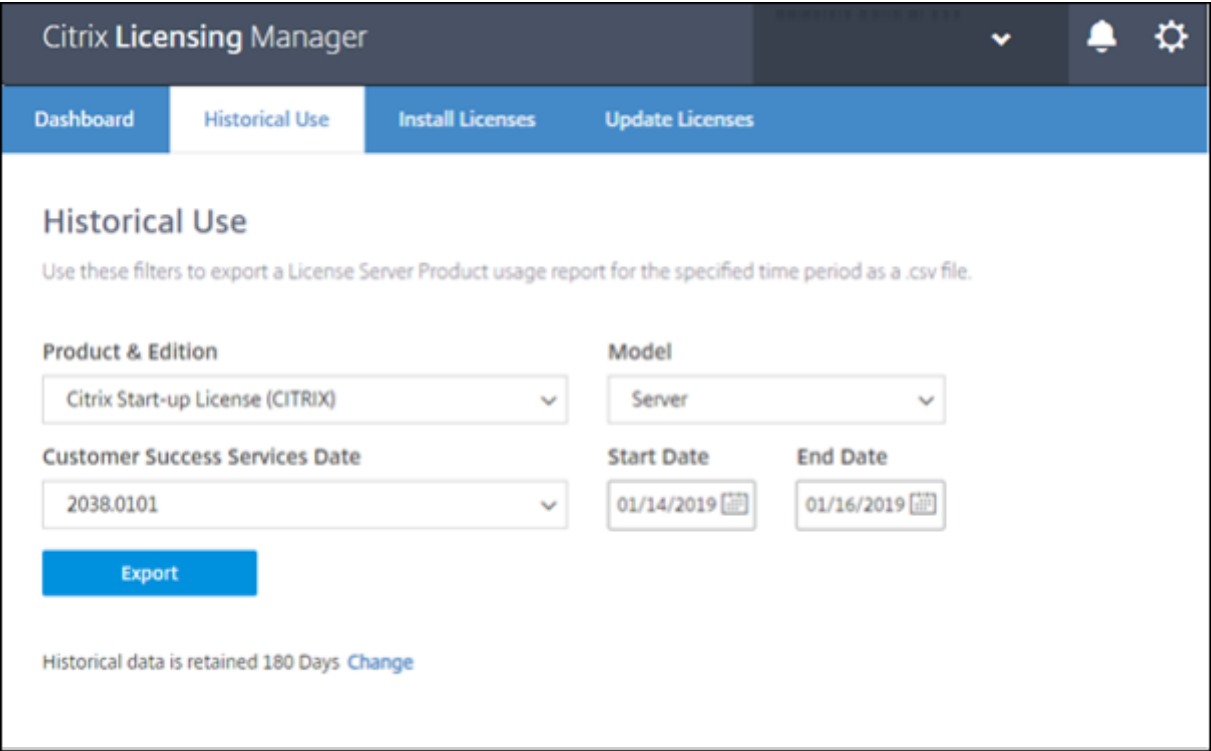 Citrix Licensing Manager
Dashboard Historical Use Install Licenses Update Licenses
Historical Use
Use these filters to export a License Server Product usage report for the specified time period as a .csv file.
Product & Edition Model
Citrix Start-up License (CITRIX) Server
Customer Success Services Date Start Date End Date
2038.0101 01/14/2019 01/16/2019
Export
Historical data is retained 180 Days Change